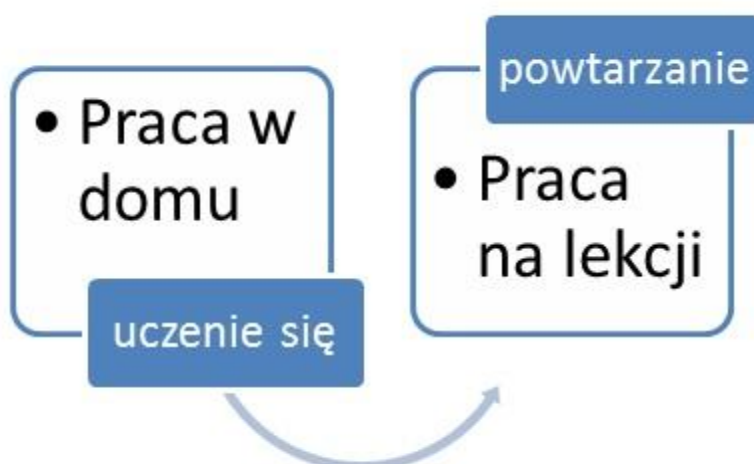 • Praca w
domu
uczenie się
powtarzanie
• Praca
na lekcji